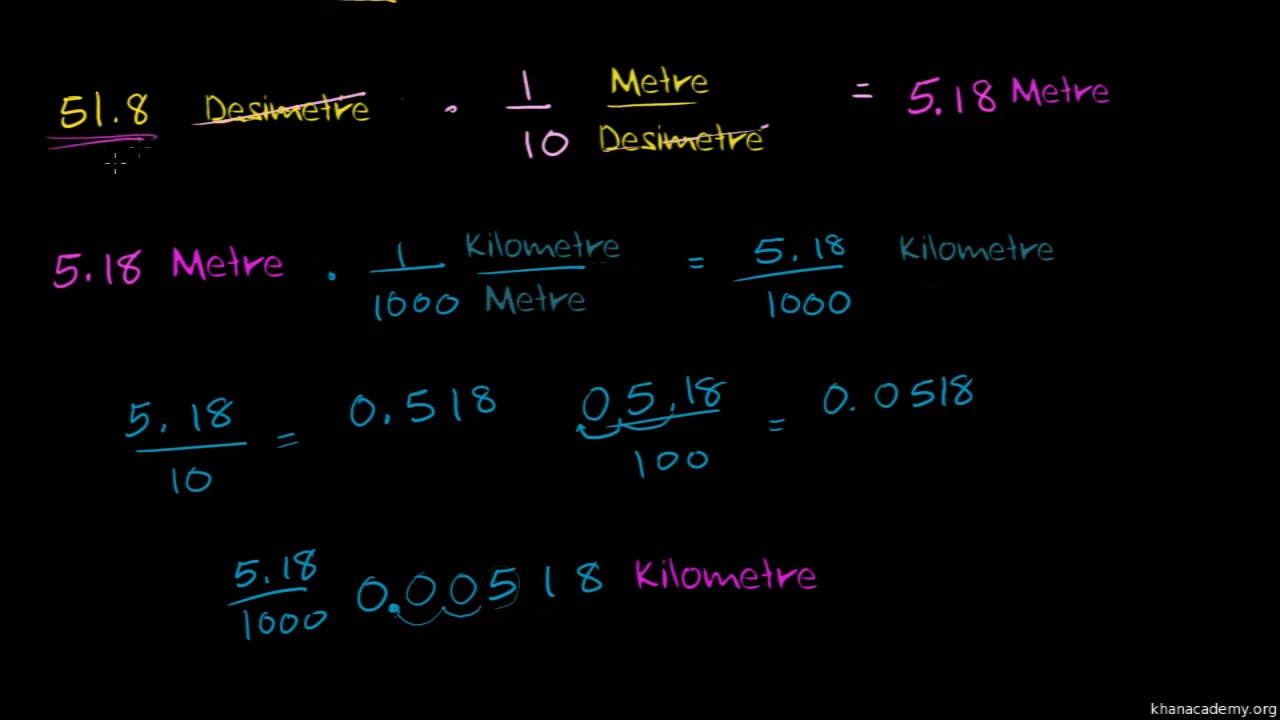 51.8 Desimetre · 1/10 Metre/Desimetre = 5.18 Metre
5.18 Metre · 1/1000 Kilometre/Metre = 5.18/1000 Kilometre
5.18/10 = 0.518 05.18/100 = 0.0518
5.18/1000 0.00518 Kilometre
khanacademy.org